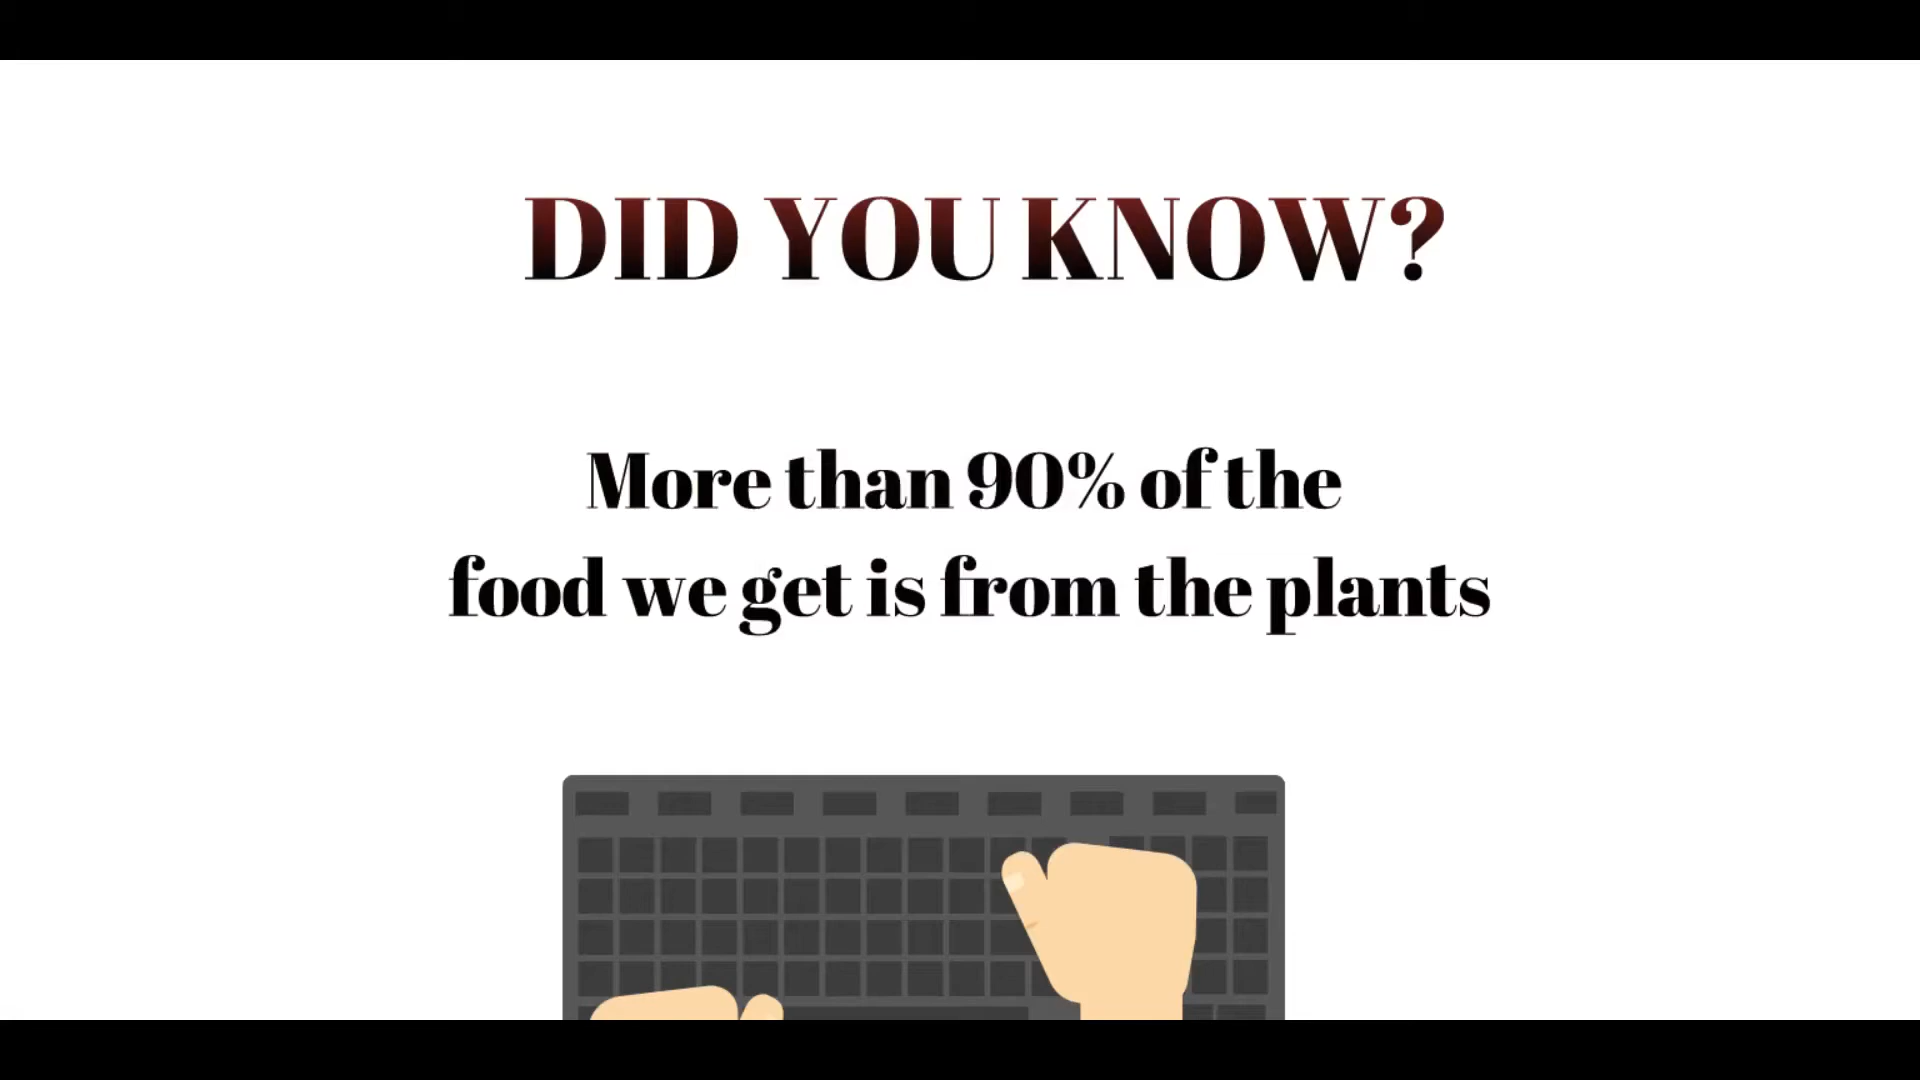 DID YOU KNOW?
More than 90% of the
food we get is from the plants